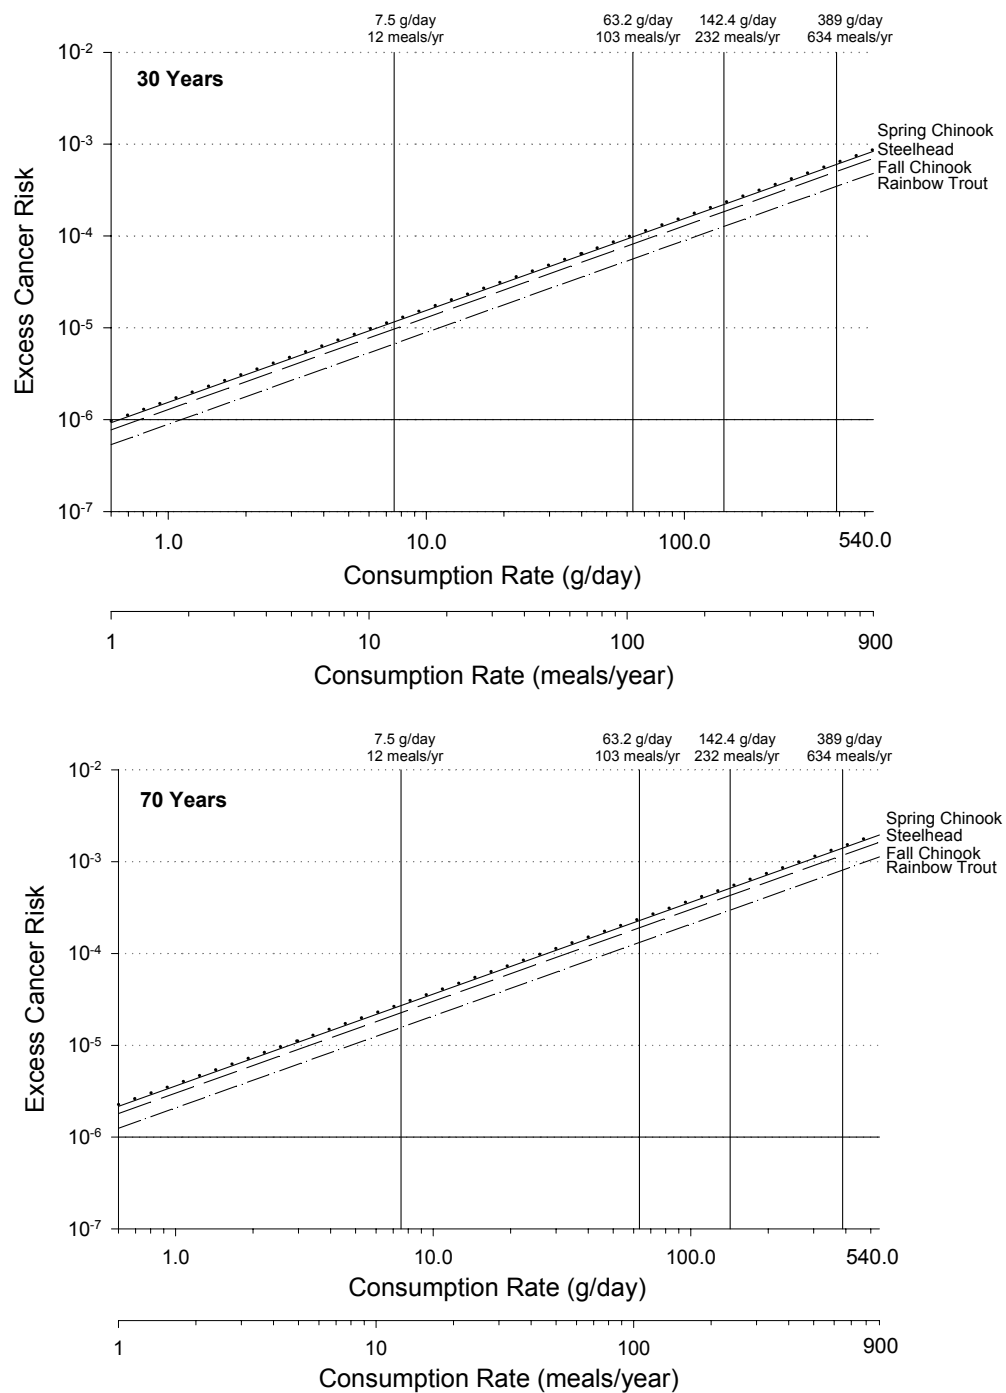 7.5 g/day 63.2 g/day 142.4 g/day 389 g/day
12 meals/yr 103 meals/yr 232 meals/yr 634 meals/yr
10-2
30 Years
10-3
Spring Chinook
Steelhead
Fall Chinook
Rainbow Trout
Excess Cancer Risk
10-4
10-5
10-6
10-7
1.0 10.0 100.0 540.0
Consumption Rate (g/day)
1 10 100 900
Consumption Rate (meals/year)
7.5 g/day 63.2 g/day 142.4 g/day 389 g/day
12 meals/yr 103 meals/yr 232 meals/yr 634 meals/yr
10-2
70 Years
Spring Chinook
Steelhead
Fall Chinook
Rainbow Trout
10-3
Excess Cancer Risk
10-4
10-5
10-6
10-7
1.0 10.0 100.0 540.0
Consumption Rate (g/day)
1 10 100 900
Consumption Rate (meals/year)